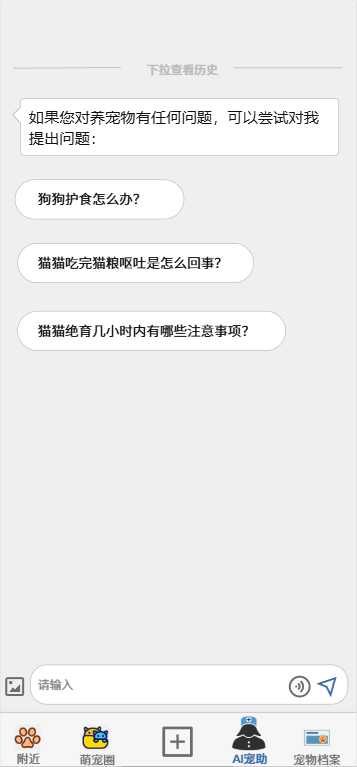 下拉查看历史
如果您对养宠物有任何问题，可以尝试对我
提出问题：
狗狗护食怎么办？
猫猫吃完猫粮呕吐是怎么回事？
猫猫绝育几小时内有哪些注意事项？
请输入
附近
萌宠圈
AI宠助
宠物档案